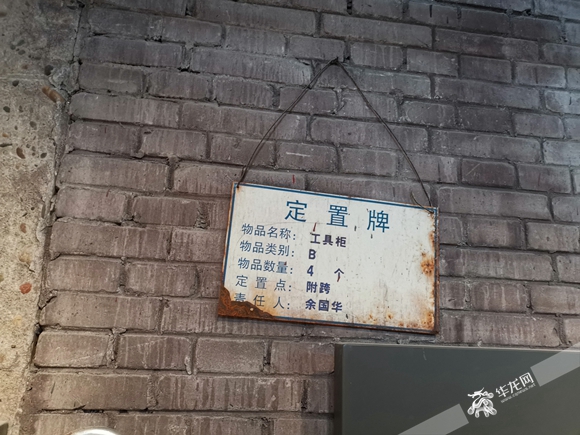 定置牌
物品名称：工具柜
物品类别：B
物品数量：4 个
定置点：附跨
责任人：余国华
华龙网